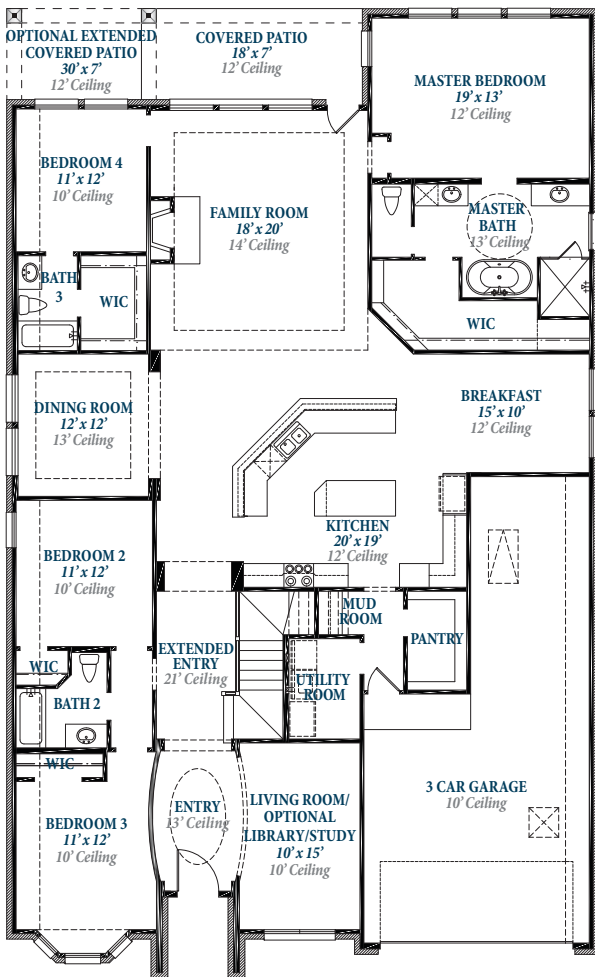 OPTIONAL EXTENDED
COVERED PATIO
30' x 7'
12' Ceiling
COVERED PATIO
18' x 7'
12' Ceiling
MASTER BEDROOM
19' x 13'
12' Ceiling
BEDROOM 4
11' x 12'
10' Ceiling
FAMILY ROOM
18' x 20'
14' Ceiling
MASTER
BATH
13' Ceiling
BATH
3
WIC
WIC
DINING ROOM
12' x 12'
13' Ceiling
BREAKFAST
15' x 10'
12' Ceiling
KITCHEN
20' x 19'
12' Ceiling
BEDROOM 2
11' x 12'
10' Ceiling
MUD
ROOM
PANTRY
EXTENDED
ENTRY
21' Ceiling
UTILITY
ROOM
WIC
BATH 2
WIC
BEDROOM 3
11' x 12'
10' Ceiling
ENTRY
13' Ceiling
LIVING ROOM/
OPTIONAL
LIBRARY/STUDY
10' x 15'
10' Ceiling
3 CAR GARAGE
10' Ceiling